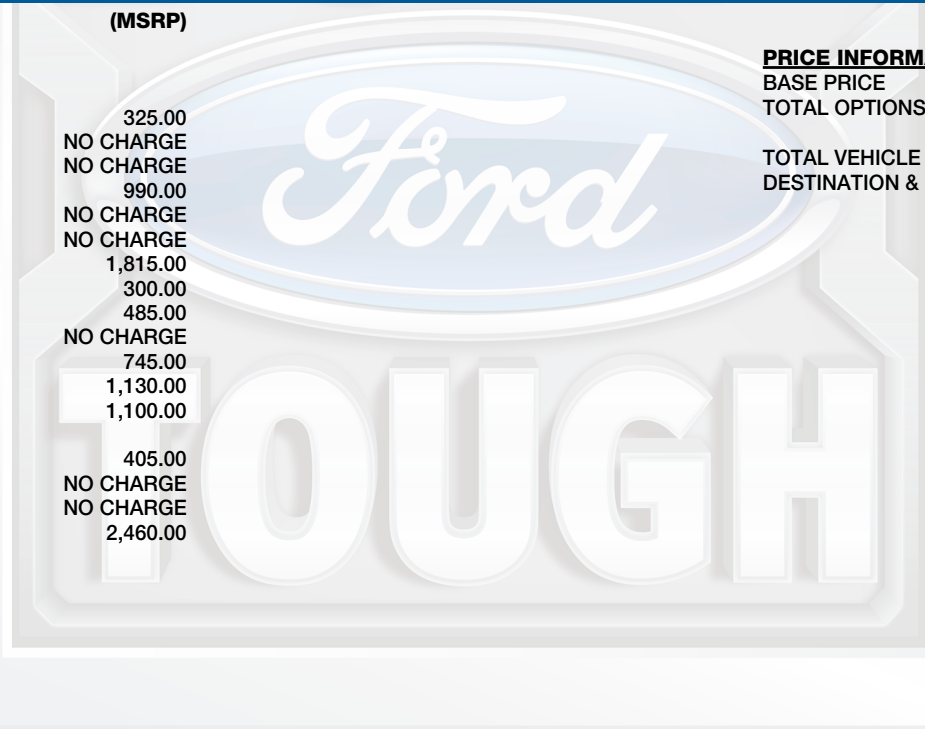 (MSRP)
325.00
NO CHARGE
NO CHARGE
990.00
NO CHARGE
NO CHARGE
1,815.00
300.00
485.00
NO CHARGE
745.00
1,130.00
1,100.00
405.00
NO CHARGE
NO CHARGE
2,460.00
PRICE INFORM
BASE PRICE
TOTAL OPTIONS
TOTAL VEHICLE
DESTINATION &
Ford
TOUGH